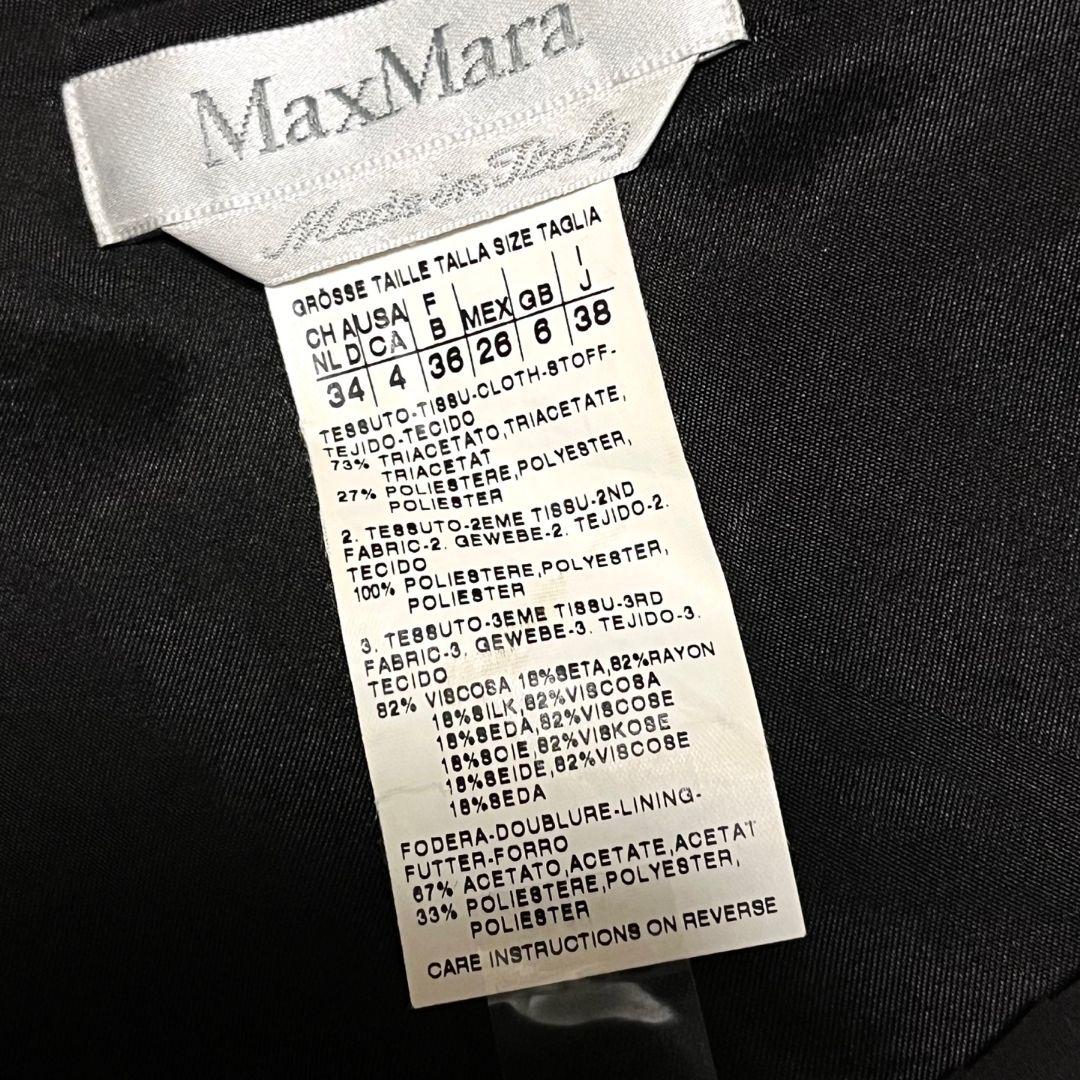 MaxMara
Made in Italy
GRÖSSE TAILLE TALLA SIZE TAGLIA
CH A USA F I
NL D CA B MEX GB J
34 4 36 26 6 38
TESSUTO-TISSU-CLOTH-STOFF-
TEJIDO-TECIDO
73% TRIACETATO,TRIACETATE,
TRIACETAT
27% POLIESTERE,POLYESTER,
POLIESTER
2. TESSUTO-2EME TISSU-2ND
FABRIC-2. GEWEBE-2. TEJIDO-2.
TECIDO
100% POLIESTERE,POLYESTER,
POLIESTER
3. TESSUTO-3EME TISSU-3RD
FABRIC-3. GEWEBE-3. TEJIDO-3.
TECIDO
82% VISCOSA 18%SETA,82%RAYON
18%SILK,82%VISCOSA
18%SEDA,82%VISCOSE
18%SOIE,82%VISKOSE
18%SEIDE,82%VISCOSE
18%SEDA
FODERA-DOUBLURE-LINING-
FUTTER-FORRO
67% ACETATO,ACETATE,ACETAT
33% POLIESTERE,POLYESTER,
POLIESTER
CARE INSTRUCTIONS ON REVERSE